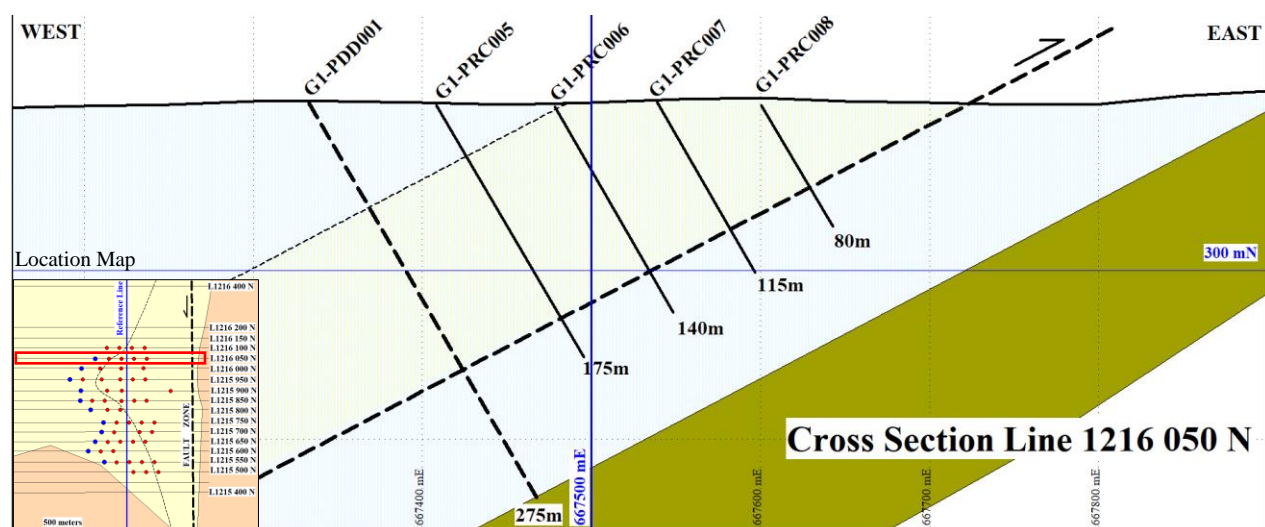 WEST
EAST
G1-PDD001
G1-PRC005
G1-PRC006
G1-PRC007
G1-PRC008
80m
300 mN
Location Map
115m
140m
175m
275m
L1216 400 N
L1216 200 N
L1216 150 N
L1216 100 N
L1216 050 N
L1216 000 N
L1215 950 N
L1215 900 N
L1215 850 N
L1215 800 N
L1215 750 N
L1215 700 N
L1215 650 N
L1215 600 N
L1215 550 N
L1215 500 N
L1215 400 N
Reference Line
FAULT ZONE
500 meters
Cross Section Line 1216 050 N
667400 mE
667500 mE
667600 mE
667700 mE
667800 mE